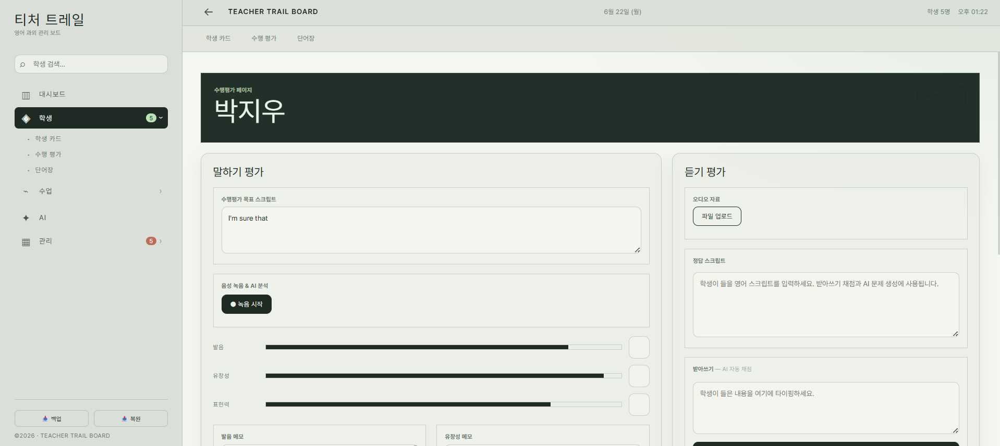 티처 트레일
영어 과외 관리 보드
학생 검색...
대시보드
학생
5
학생 카드
수행 평가
단어장
수업
AI
관리
5
백업
복원
©2026 · TEACHER TRAIL BOARD
TEACHER TRAIL BOARD
6월 22일 (월)
학생 5명
오후 01:22
학생 카드
수행 평가
단어장
수행평가 페이지
박지우
말하기 평가
수행평가 목표 스크립트
I'm sure that
음성 녹음 & AI 분석
녹음 시작
발음
유창성
표현력
발음 메모
유창성 메모
듣기 평가
오디오 자료
파일 업로드
정답 스크립트
학생이 들을 영어 스크립트를 입력하세요. 받아쓰기 채점과 AI 문제 생성에 사용됩니다.
받아쓰기 — AI 자동 채점
학생이 들은 내용을 여기에 타이핑하세요.